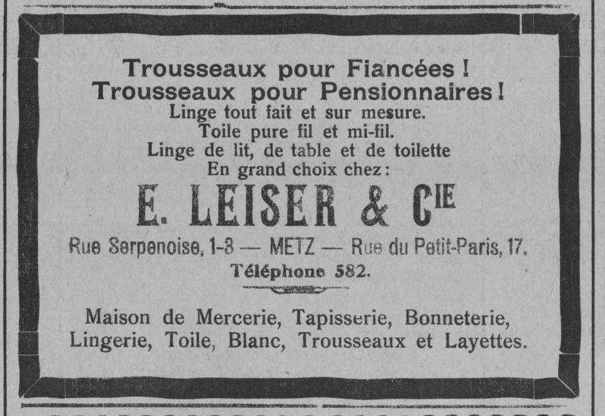 Trousseaux pour Fiancées !
Trousseaux pour Pensionnaires !
Linge tout fait et sur mesure.
Toile pure fil et mi-fil.
Linge de lit, de table et de toilette
En grand choix chez :
E. LEISER & CIE
Rue Serpenoise, 1-3 — METZ — Rue du Petit-Paris, 17.
Téléphone 582.
Maison de Mercerie, Tapisserie, Bonneterie,
Lingerie, Toile, Blanc, Trousseaux et Layettes.